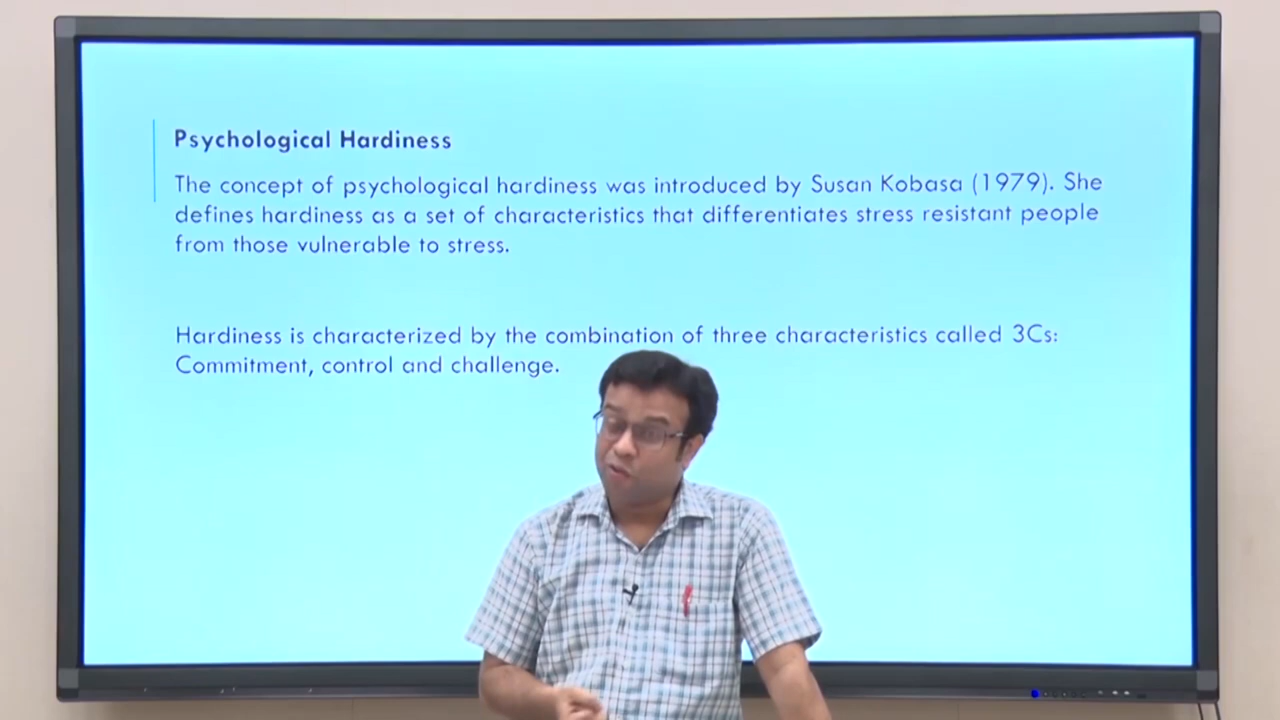 Psychological Hardiness
The concept of psychological hardiness was introduced by Susan Kobasa (1979). She
defines hardiness as a set of characteristics that differentiates stress resistant people
from those vulnerable to stress.
Hardiness is characterized by the combination of three characteristics called 3Cs:
Commitment, control and challenge.